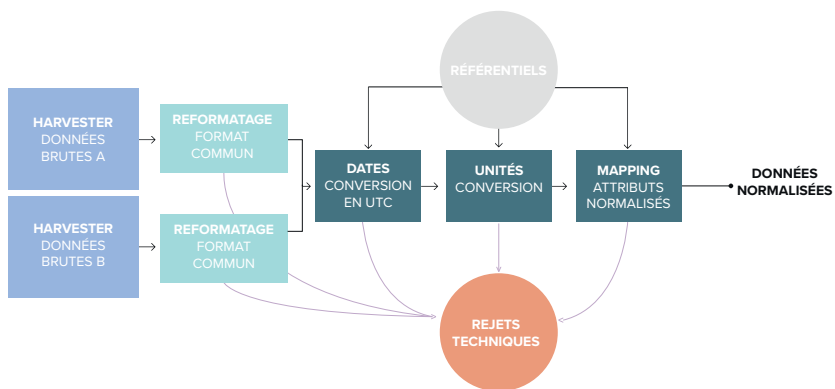 RÉFÉRENTIELS
HARVESTER
DONNÉES
BRUTES A
REFORMATAGE
FORMAT
COMMUN
HARVESTER
DONNÉES
BRUTES B
REFORMATAGE
FORMAT
COMMUN
DATES
CONVERSION
EN UTC
UNITÉS
CONVERSION
MAPPING
ATTRIBUTS
NORMALISÉS
DONNÉES
NORMALISÉES
REJETS
TECHNIQUES